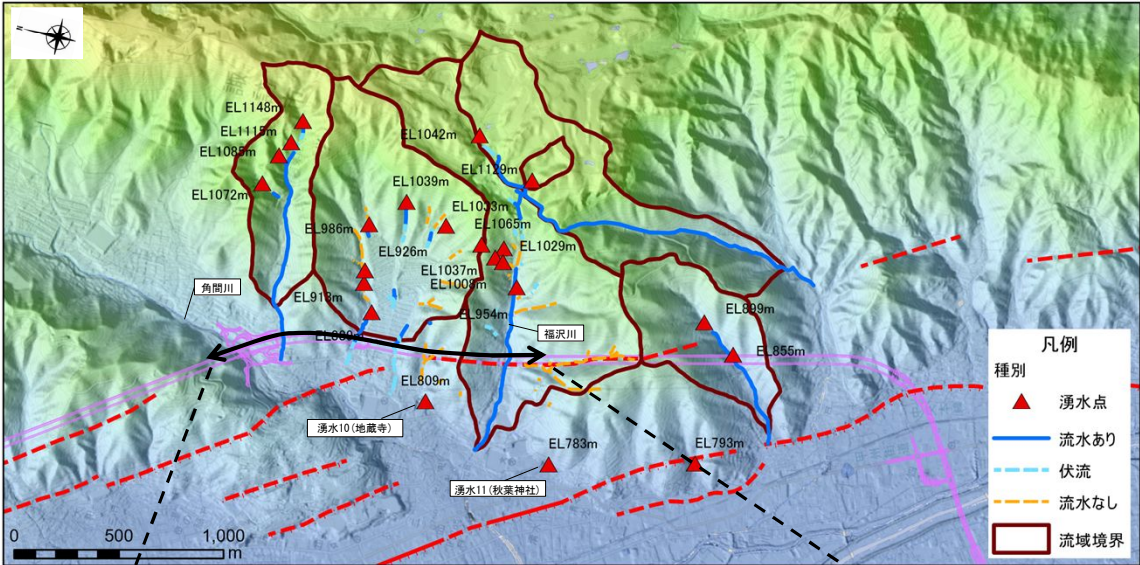 N
EL1148m
EL1115m
EL1085m
EL1072m
EL1042m
EL1129m
EL1039m
EL1033m
EL1065m
EL986m
EL926m
EL1029m
EL1037m
EL1008m
EL918m
EL954m
EL899m
EL855m
EL809m
EL783m
EL793m
角間川
福沢川
湧水10(地蔵寺)
湧水11(秋葉神社)
凡例
種別
湧水点
流水あり
伏流
流水なし
流域境界
0 500 1,000
m